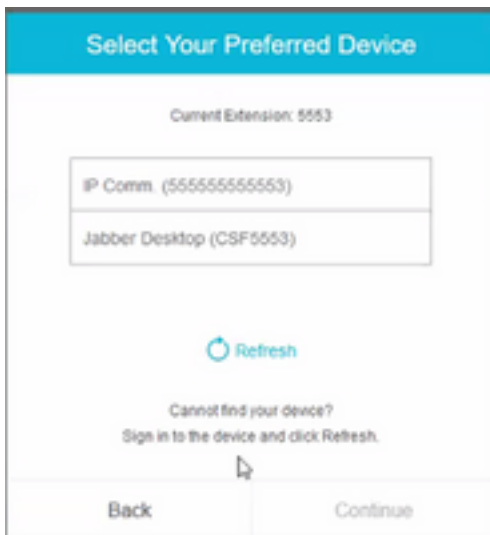 Select Your Preferred Device
Current Extension: 5553
IP Comm. (555555555553)
Jabber Desktop (CSF5553)
Refresh
Cannot find your device?
Sign in to the device and click Refresh.
Back
Continue